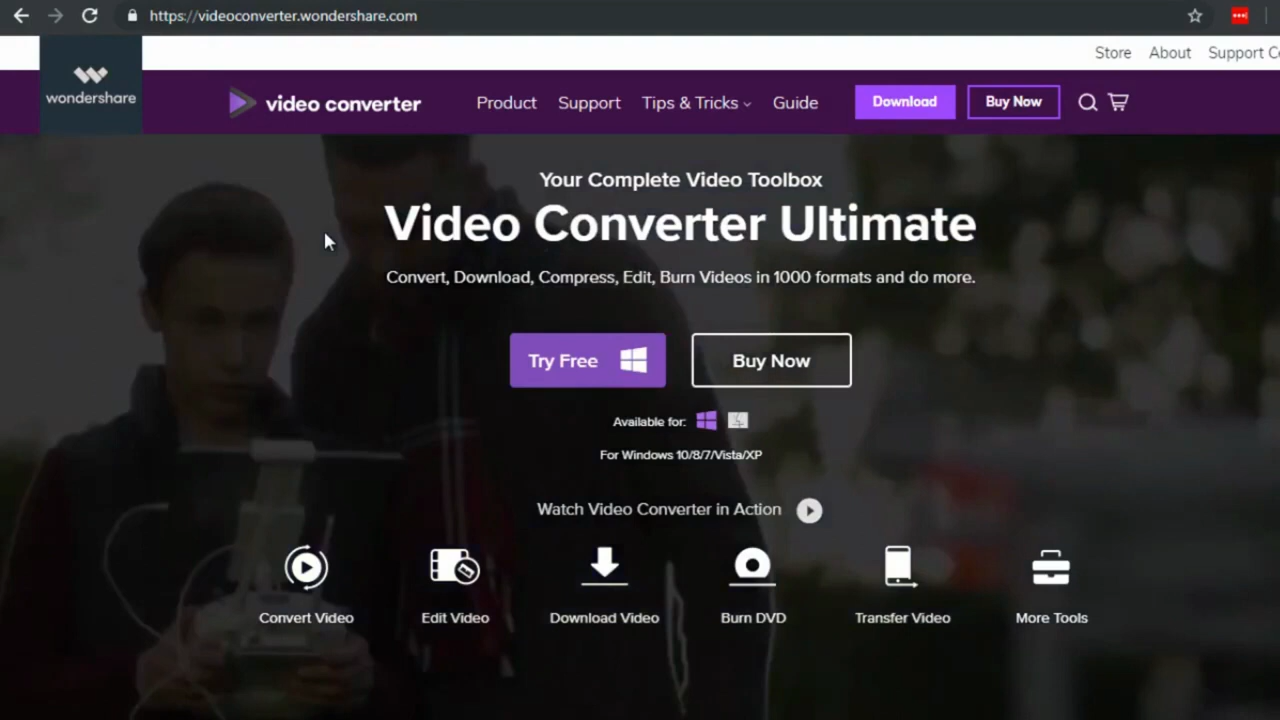 https://videoconverter.wondershare.com
Store About Support C
wondershare
video converter Product Support Tips & Tricks Guide Download Buy Now
Your Complete Video Toolbox
Video Converter Ultimate
Convert, Download, Compress, Edit, Burn Videos in 1000 formats and do more.
Try Free Buy Now
Available for:
For Windows 10/8/7/Vista/XP
Watch Video Converter in Action
Convert Video Edit Video Download Video Burn DVD Transfer Video More Tools